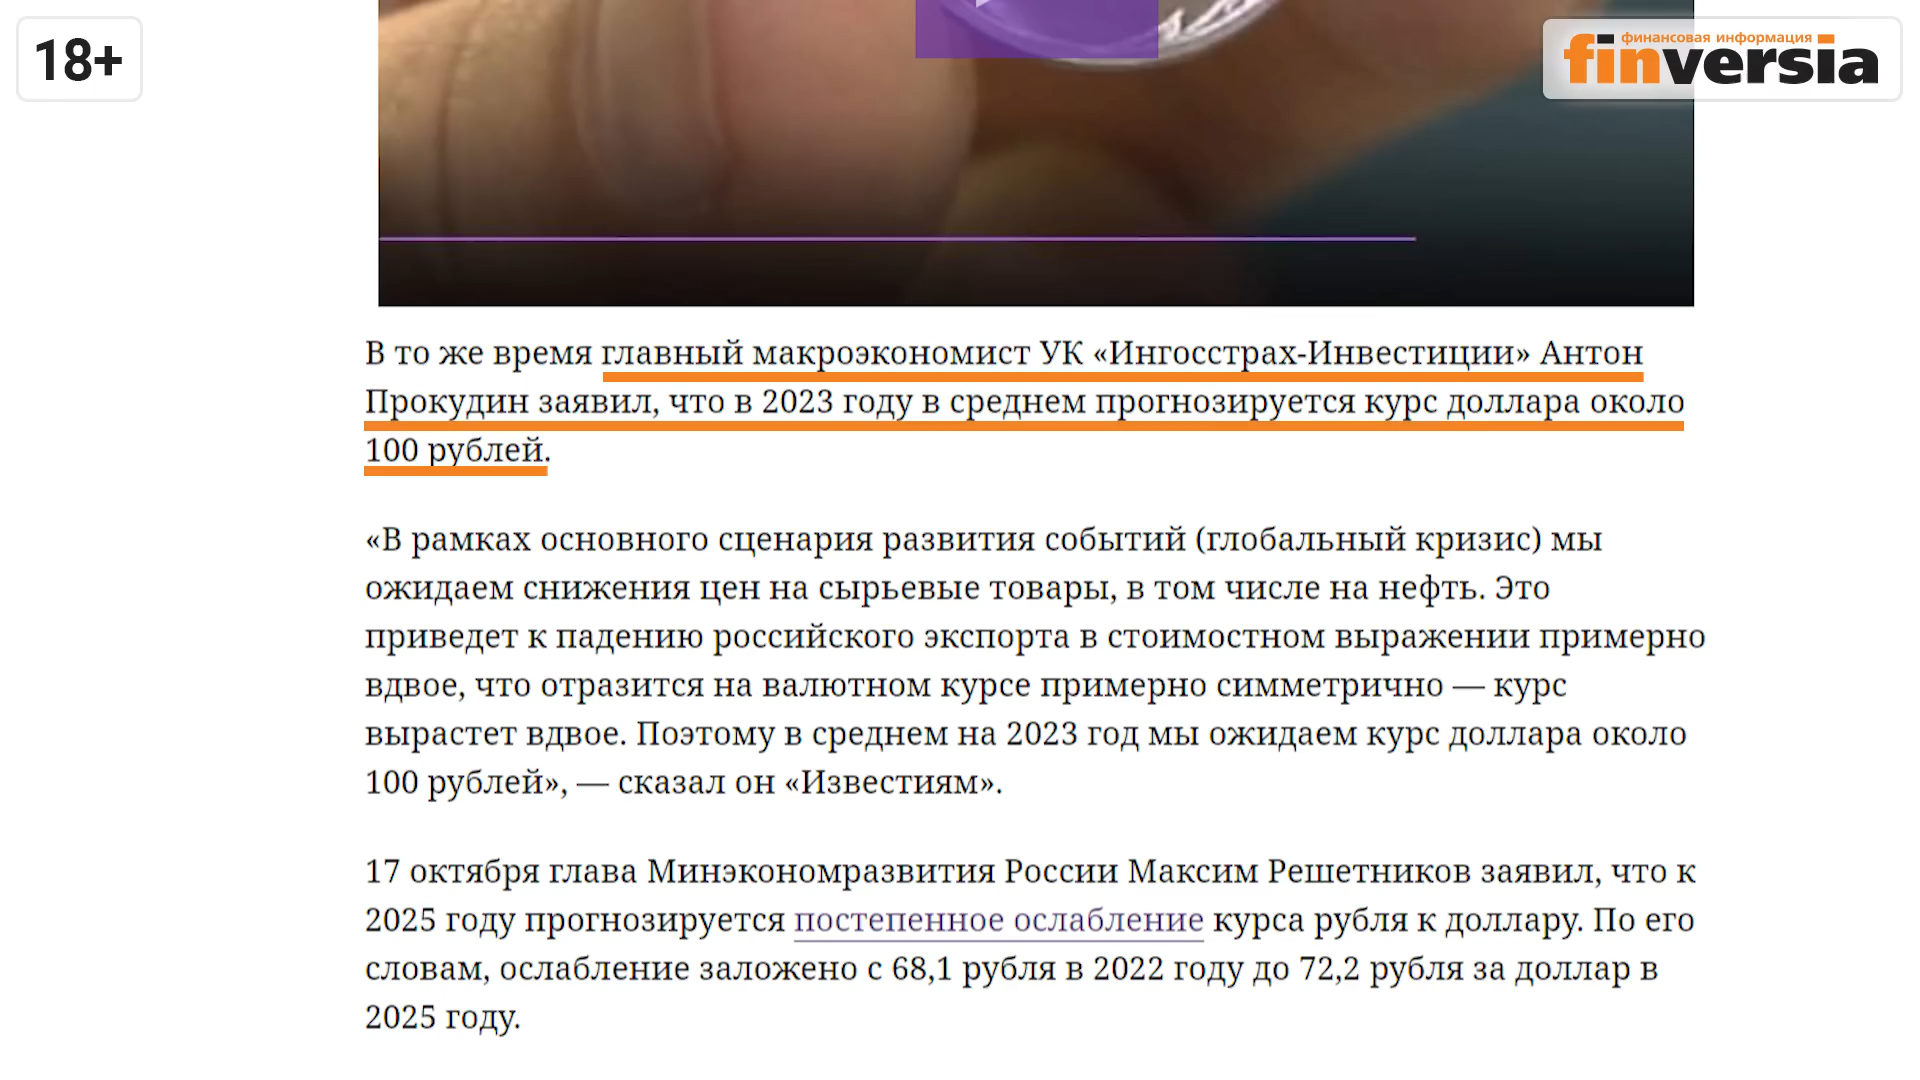 18+
финансовая информация
finversia
В то же время главный макроэкономист УК «Ингосстрах-Инвестиции» Антон
Прокудин заявил, что в 2023 году в среднем прогнозируется курс доллара около
100 рублей.
«В рамках основного сценария развития событий (глобальный кризис) мы
ожидаем снижения цен на сырьевые товары, в том числе на нефть. Это
приведет к падению российского экспорта в стоимостном выражении примерно
вдвое, что отразится на валютном курсе примерно симметрично — курс
вырастет вдвое. Поэтому в среднем на 2023 год мы ожидаем курс доллара около
100 рублей», — сказал он «Известиям».
17 октября глава Минэкономразвития России Максим Решетников заявил, что к
2025 году прогнозируется постепенное ослабление курса рубля к доллару. По его
словам, ослабление заложено с 68,1 рубля в 2022 году до 72,2 рубля за доллар в
2025 году.